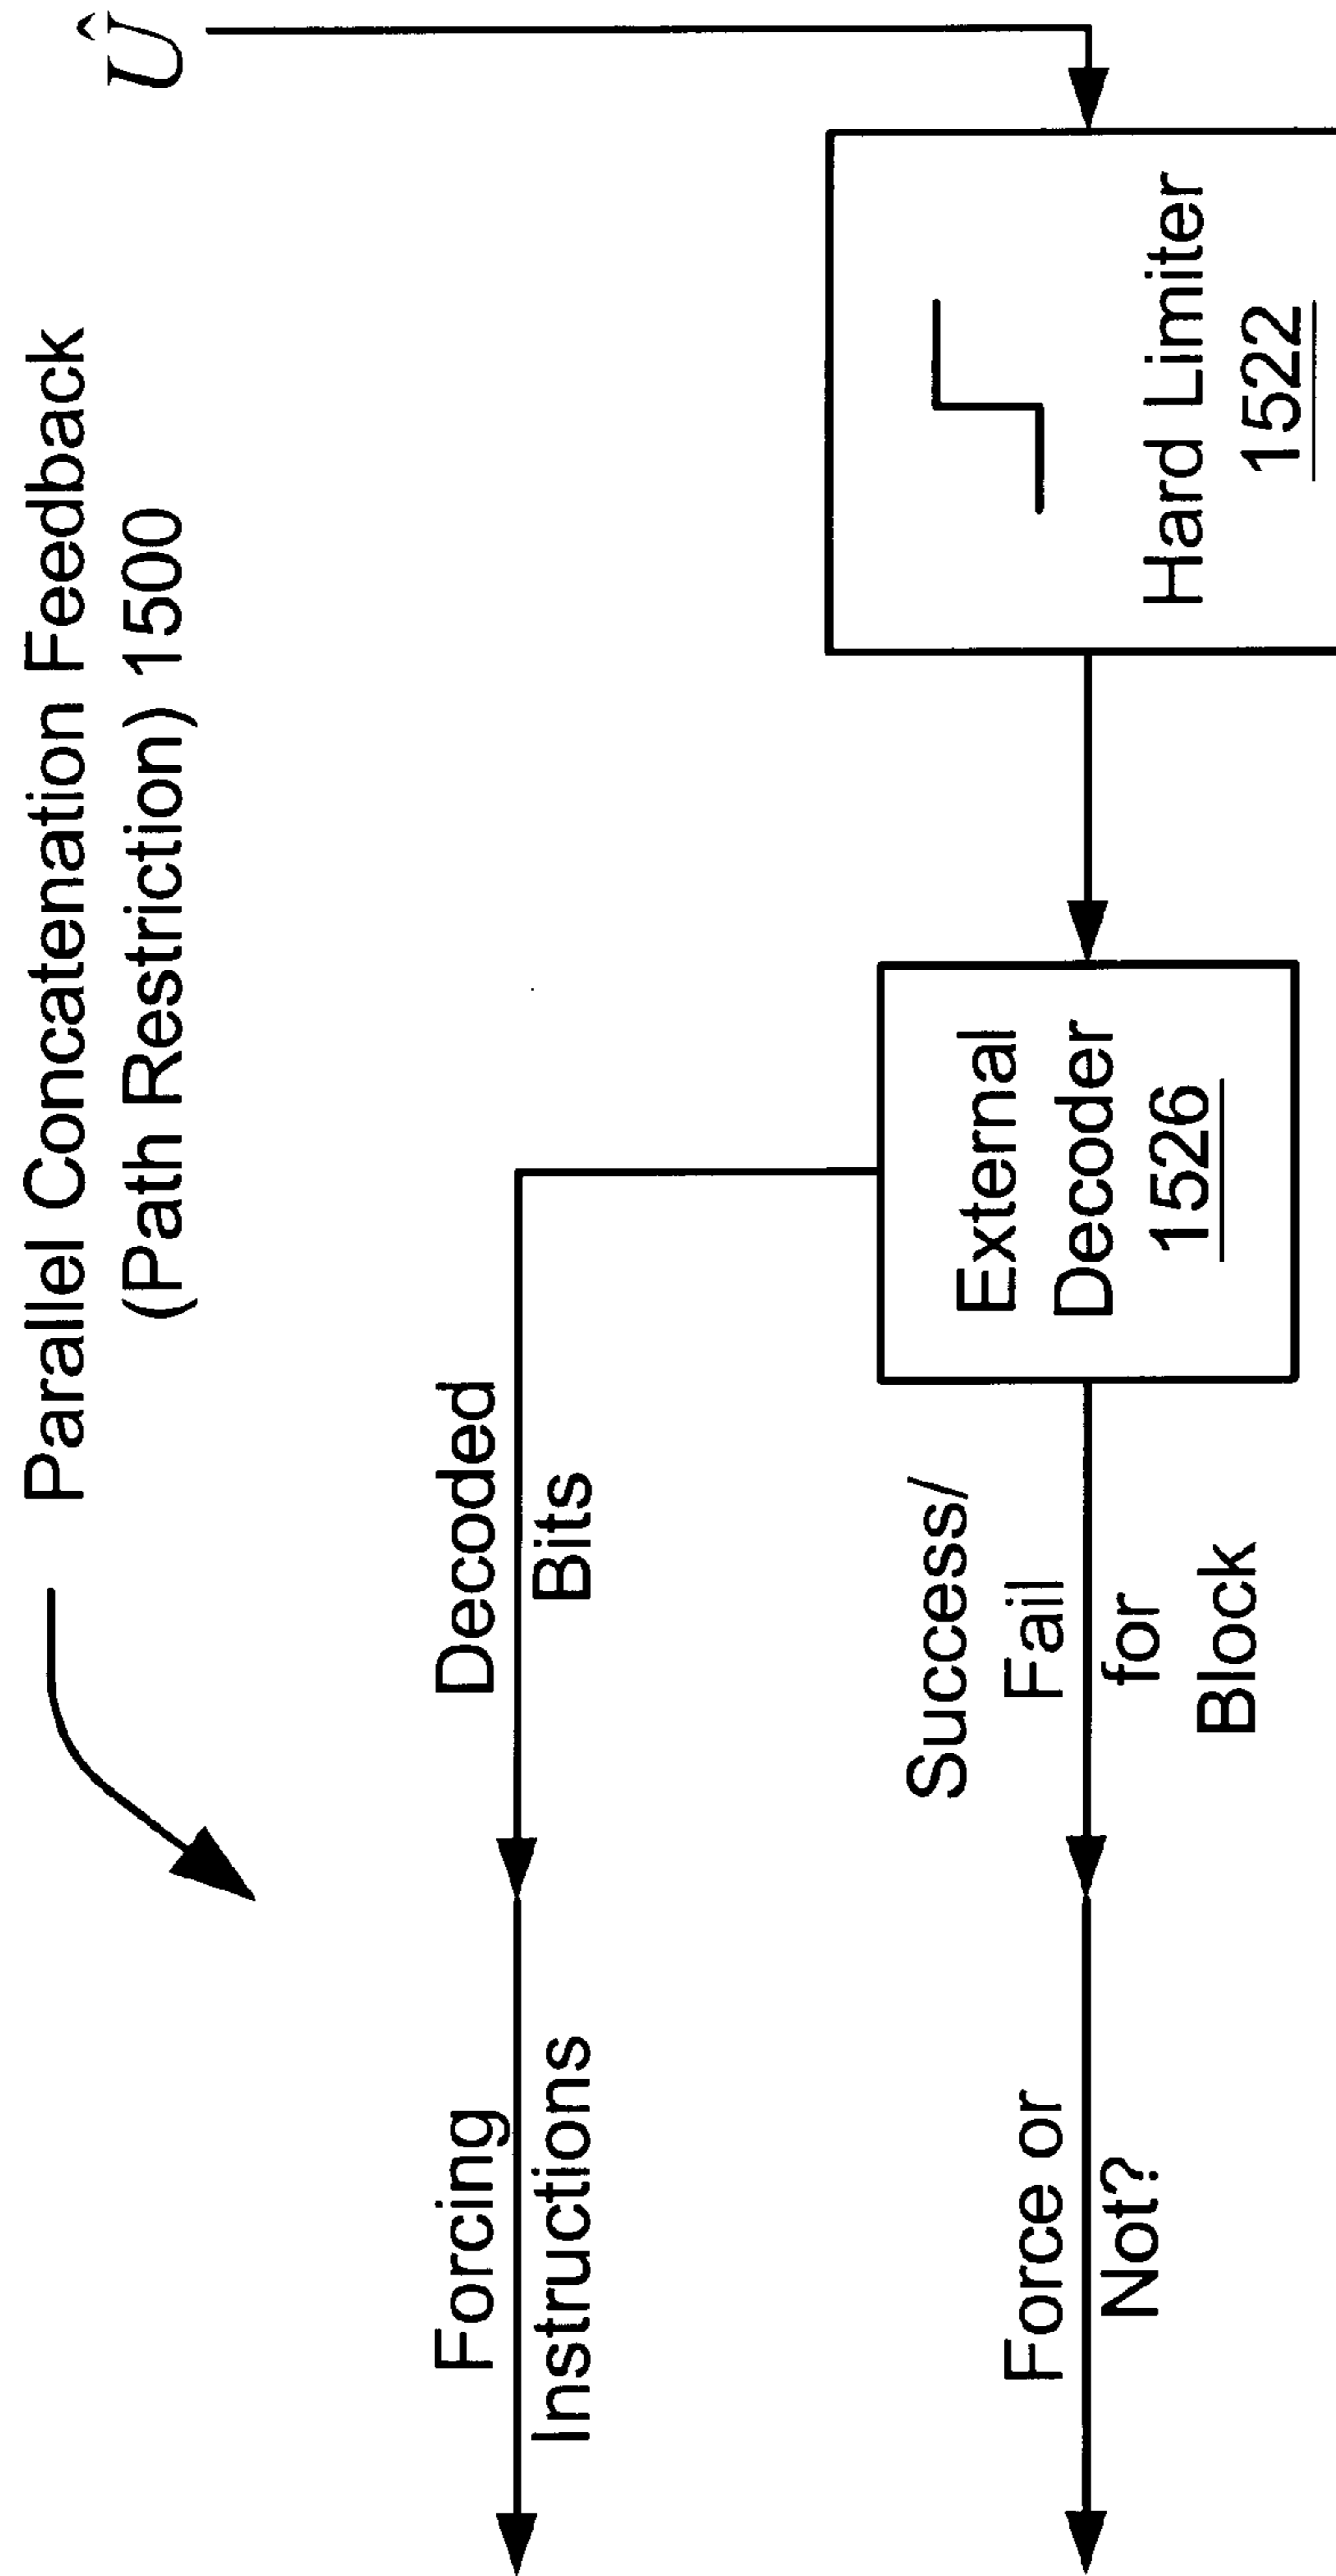 Parallel Concatenation Feedback
(Path Restriction) 1500
Û
Forcing
Instructions
Decoded
Bits
Force or
Not?
Success/
Fail
for
Block
External
Decoder
1526
Hard Limiter
1522